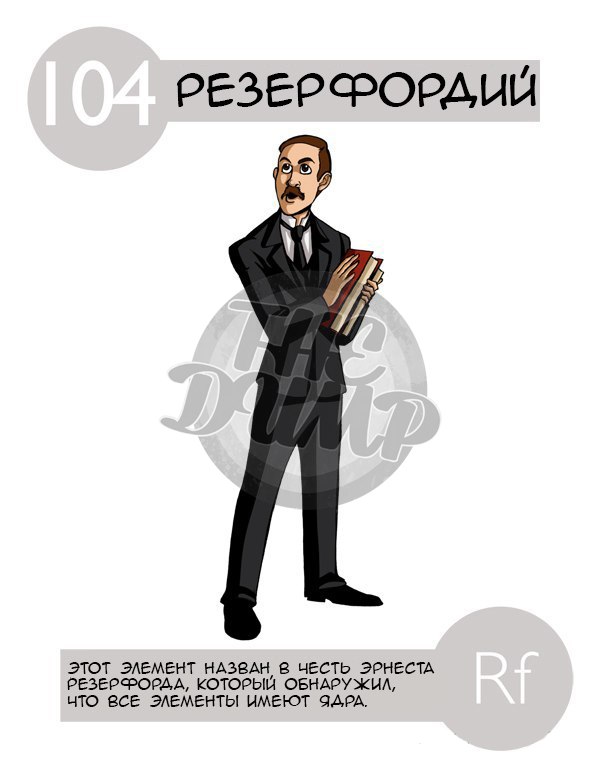 104
РЕЗЕРФОРДИЙ
THE
DUMP
ЭТОТ ЭЛЕМЕНТ НАЗВАН В ЧЕСТЬ ЭРНЕСТА
РЕЗЕРФОРДА, КОТОРЫЙ ОБНАРУЖИЛ,
ЧТО ВСЕ ЭЛЕМЕНТЫ ИМЕЮТ ЯДРА.
Rf